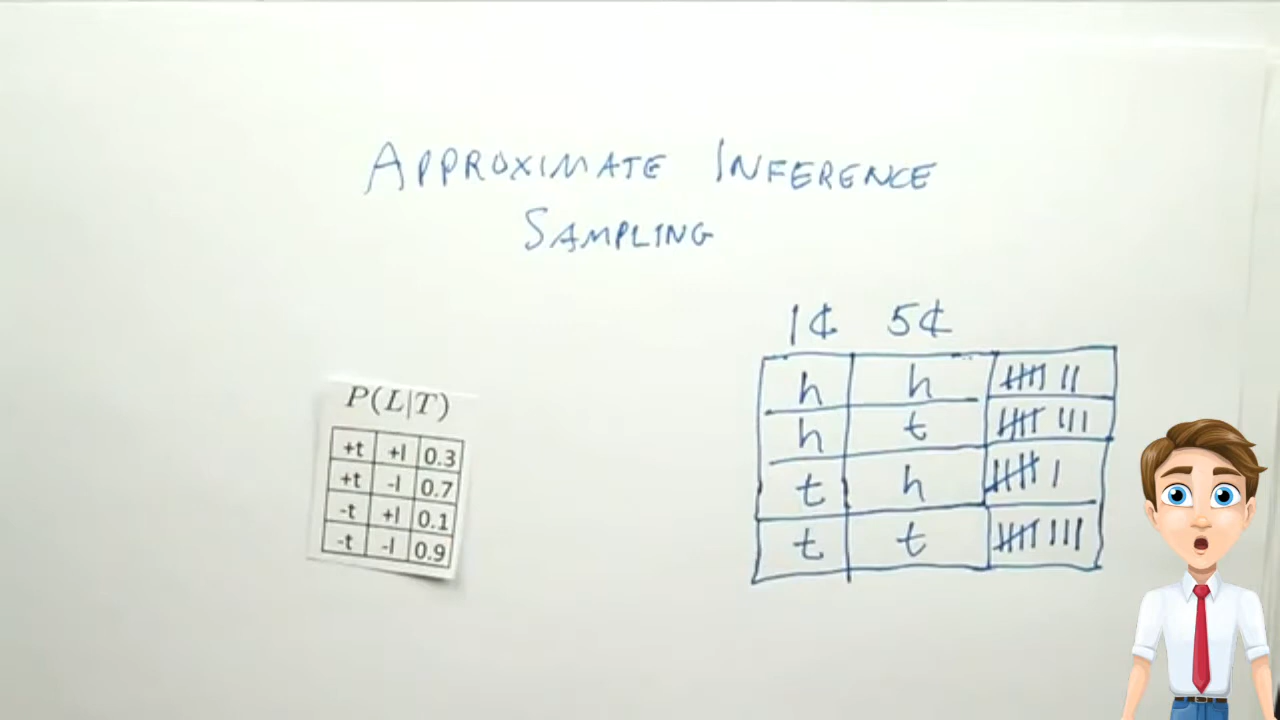 APPROXIMATE INFERENCE
SAMPLING
1¢ 5¢
h h 𝍸 ||
h t 𝍸 |||
t h 𝍸 |
t t 𝍸 |||
P(L|T)
+t +l 0.3
+t -l 0.7
-t +l 0.1
-t -l 0.9